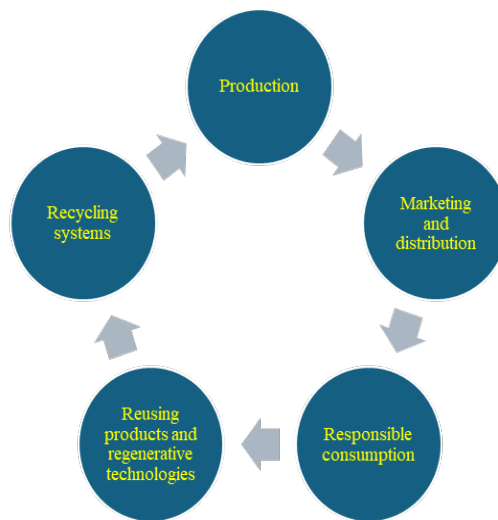 Production
Marketing
and
distribution
Responsible
consumption
Reusing
products and
regenerative
technologies
Recycling
systems